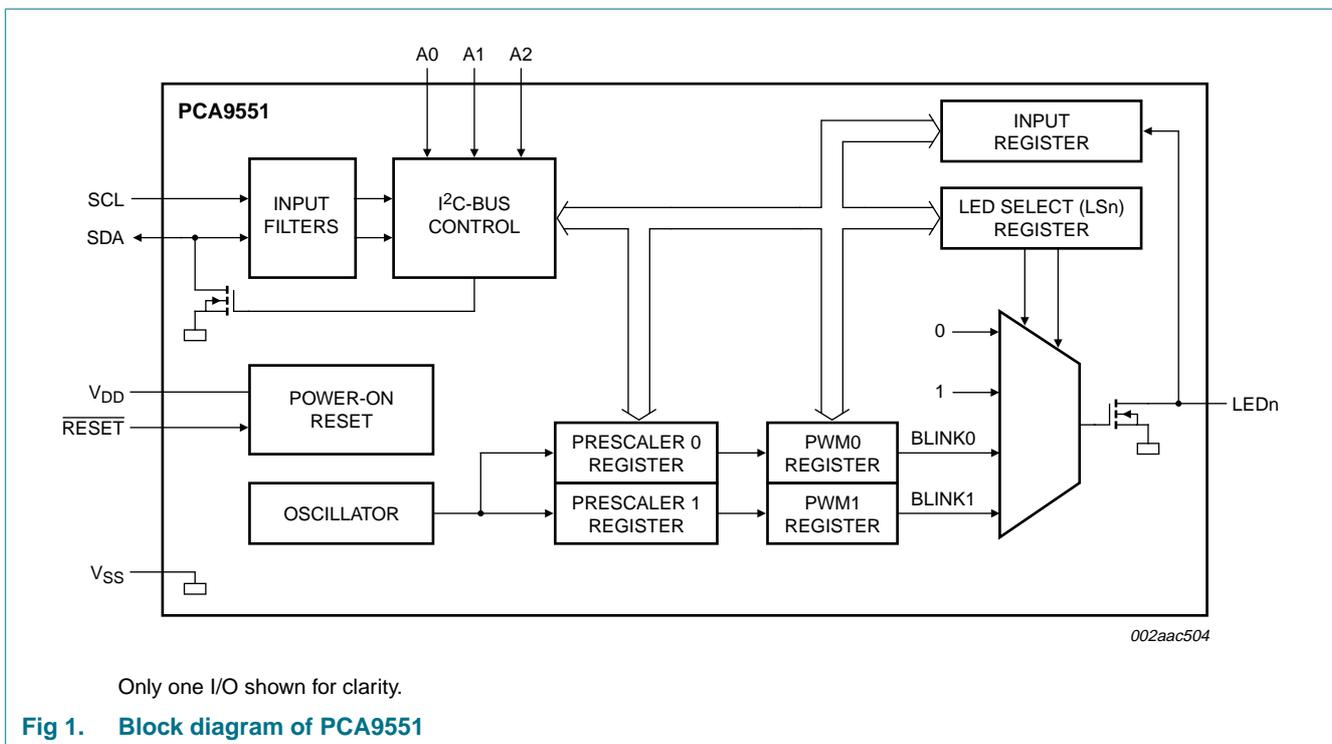 A0 A1 A2
PCA9551
INPUT
REGISTER
SCL
SDA
INPUT
FILTERS
I2C-BUS
CONTROL
LED SELECT (LSn)
REGISTER
0
1
VDD
RESET
POWER-ON
RESET
LEDn
PRESCALER 0
REGISTER
PWM0
REGISTER
BLINK0
OSCILLATOR
PRESCALER 1
REGISTER
PWM1
REGISTER
BLINK1
VSS
002aac504
Only one I/O shown for clarity.
Fig 1. Block diagram of PCA9551